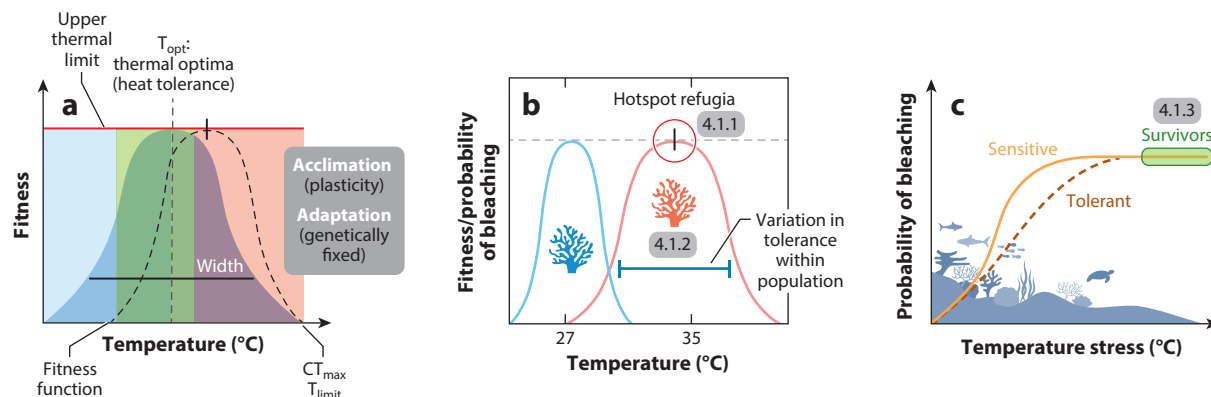 Upper
thermal
limit
T_opt:
thermal optima
(heat tolerance)
a
Fitness
Acclimation
(plasticity)
Adaptation
(genetically
fixed)
Width
Temperature (°C)
Fitness
function
CT_max
T_limit
b
Hotspot refugia
4.1.1
Fitness/probability
of bleaching
4.1.2
Variation in
tolerance
within
population
27
35
Temperature (°C)
c
4.1.3
Survivors
Sensitive
Tolerant
Probability of bleaching
Temperature stress (°C)